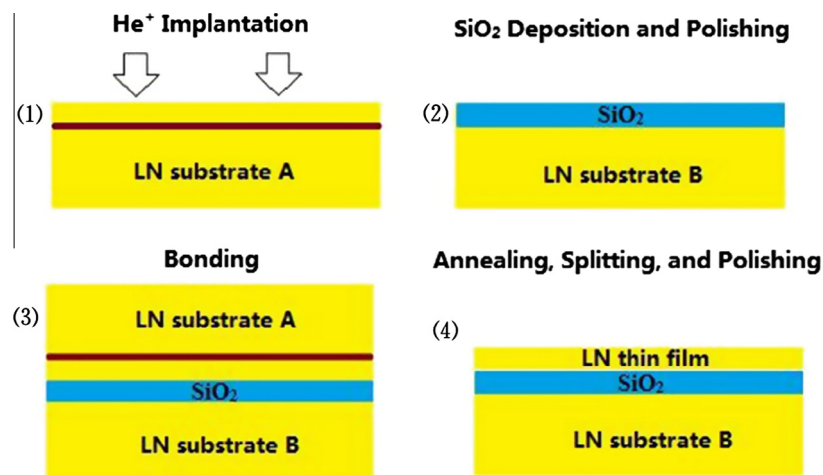 He⁺ Implantation
(1)
LN substrate A
SiO₂ Deposition and Polishing
(2)
SiO₂
LN substrate B
Bonding
(3)
LN substrate A
SiO₂
LN substrate B
Annealing, Splitting, and Polishing
(4)
LN thin film
SiO₂
LN substrate B